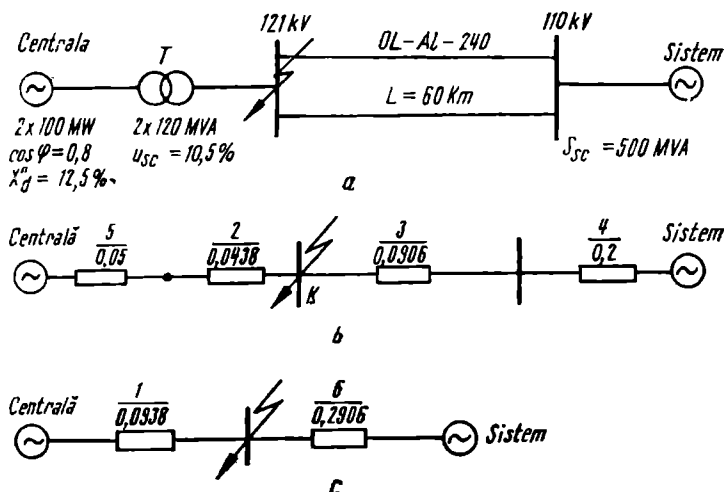 Centrala
T
121 kV
OL-Al-240
110 kV
Sistem
L = 60 Km
2 x 100 MW
cos φ = 0,8
X"d = 12,5%
2 x 120 MVA
usc = 10,5%
Ssc = 500 MVA
a
Centrală
5
0,05
2
0,0438
K
3
0,0906
4
0,2
Sistem
b
Centrală
1
0,0938
6
0,2906
Sistem
c